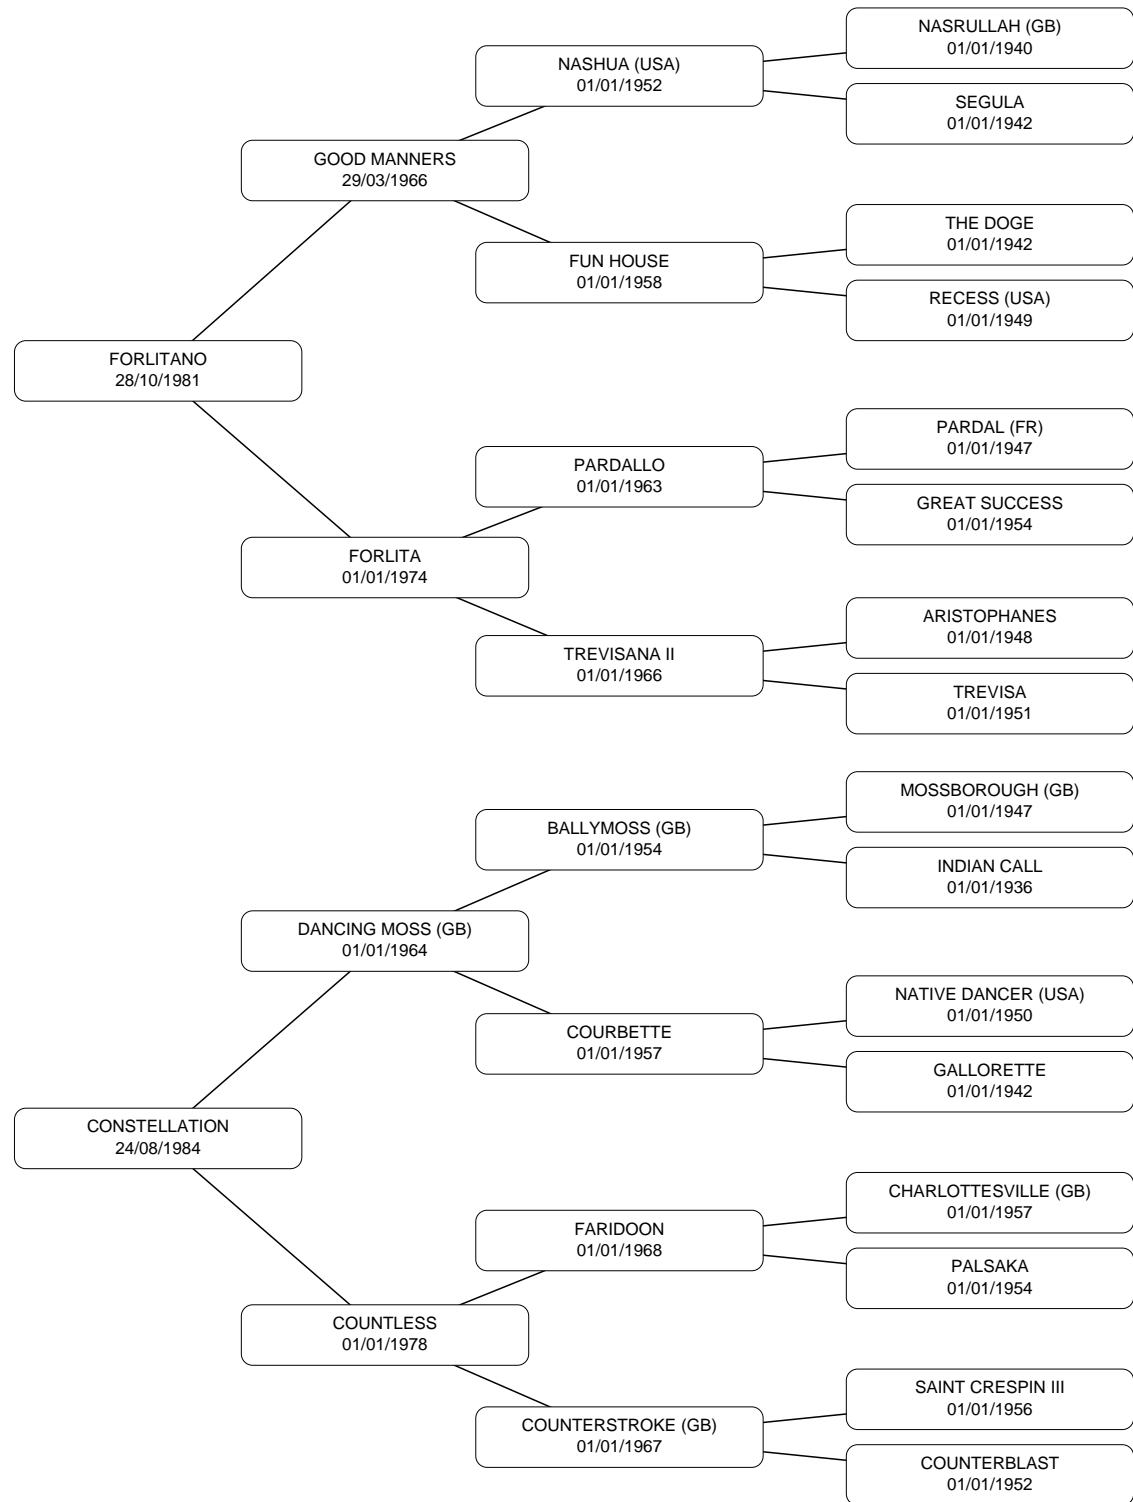 NASRULLAH (GB)
01/01/1940
NASHUA (USA)
01/01/1952
SEGULA
01/01/1942
GOOD MANNERS
29/03/1966
THE DOGE
01/01/1942
FUN HOUSE
01/01/1958
RECESS (USA)
01/01/1949
FORLITANO
28/10/1981
PARDAL (FR)
01/01/1947
PARDALLO
01/01/1963
GREAT SUCCESS
01/01/1954
FORLITA
01/01/1974
ARISTOPHANES
01/01/1948
TREVISANA II
01/01/1966
TREVISA
01/01/1951
MOSSBOROUGH (GB)
01/01/1947
BALLYMOSS (GB)
01/01/1954
INDIAN CALL
01/01/1936
DANCING MOSS (GB)
01/01/1964
NATIVE DANCER (USA)
01/01/1950
COURBETTE
01/01/1957
GALLORETTE
01/01/1942
CONSTELLATION
24/08/1984
CHARLOTTESVILLE (GB)
01/01/1957
FARIDOON
01/01/1968
PALSAKA
01/01/1954
COUNTLESS
01/01/1978
SAINT CRESPIN III
01/01/1956
COUNTERSTROKE (GB)
01/01/1967
COUNTERBLAST
01/01/1952